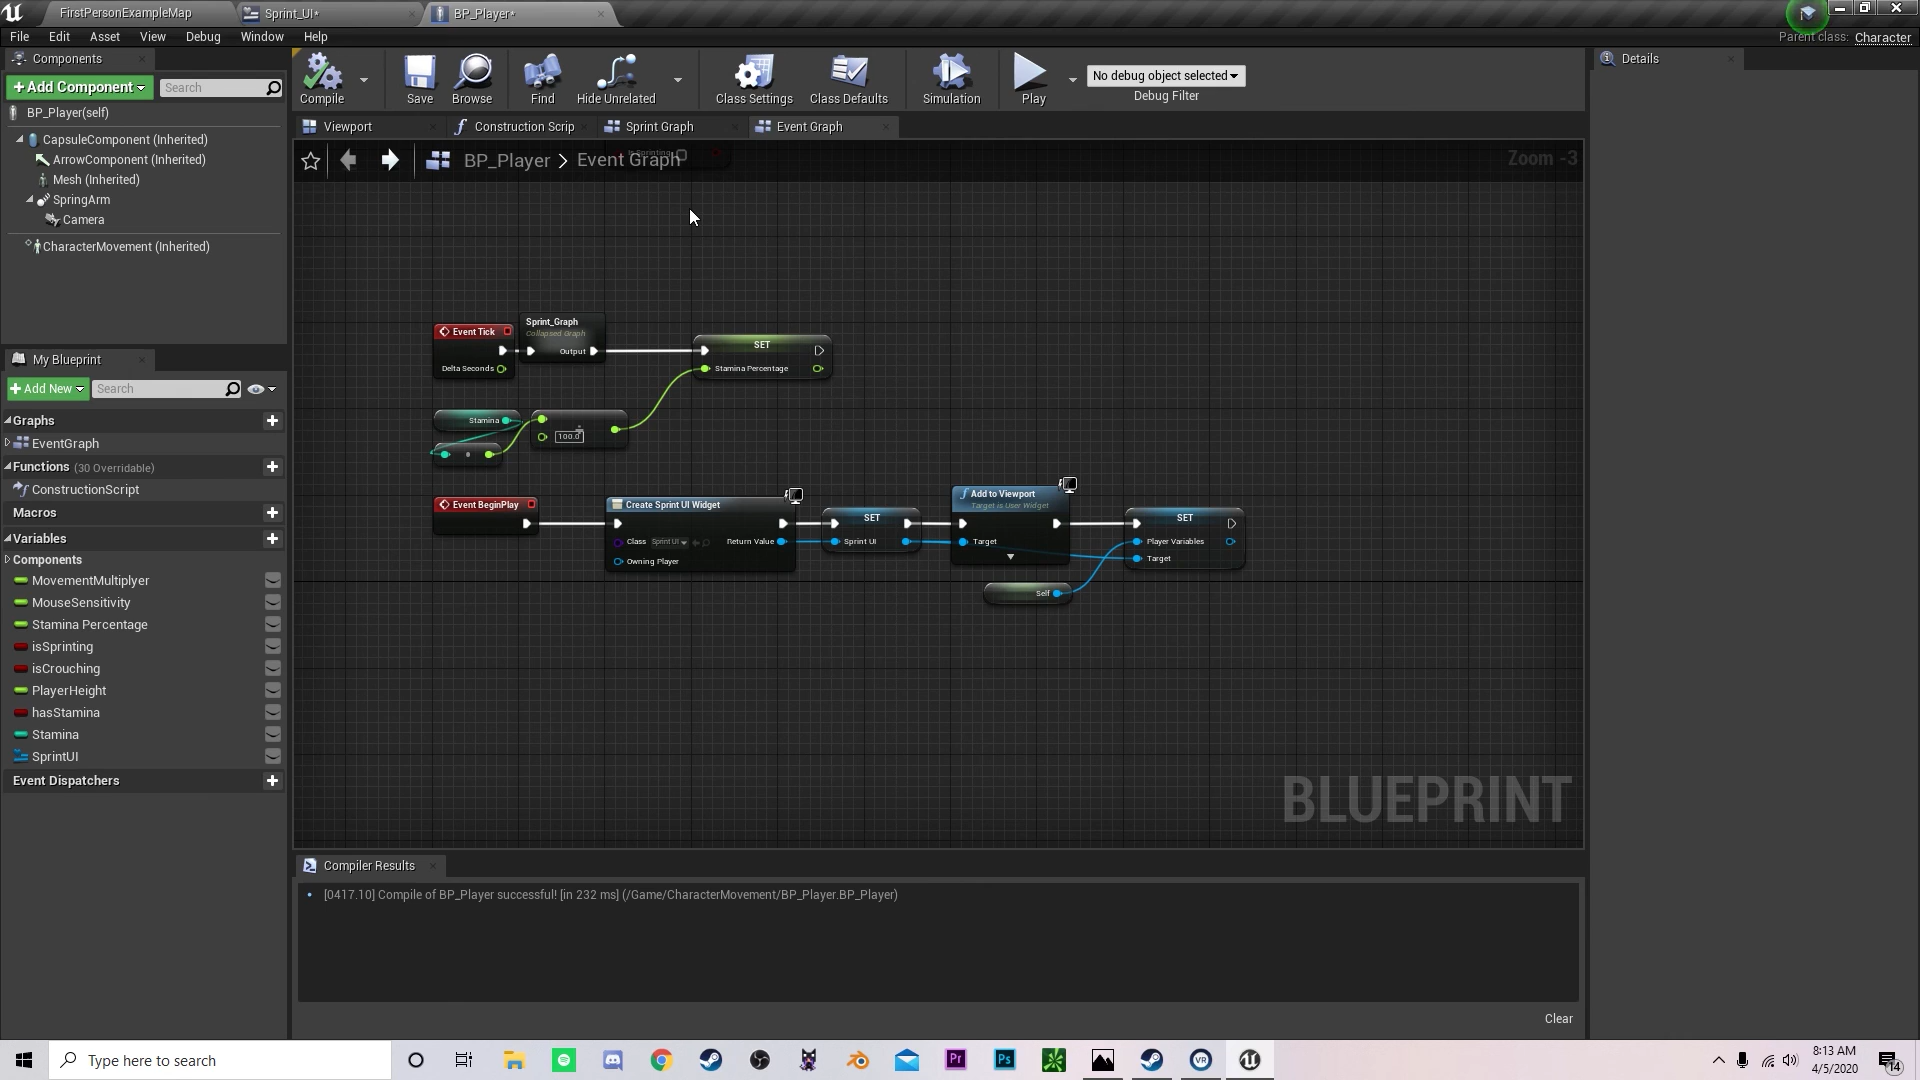 FirstPersonExampleMap
Sprint_UI*
BP_Player*
File Edit Asset View Debug Window Help
Parent class: Character
Components
+Add Component
Search
BP_Player(self)
CapsuleComponent (Inherited)
ArrowComponent (Inherited)
Mesh (Inherited)
SpringArm
Camera
CharacterMovement (Inherited)
My Blueprint
+Add New
Search
Graphs
EventGraph
Functions (30 Overridable)
ConstructionScript
Macros
Variables
Components
MovementMultiplyer
MouseSensitivity
Stamina Percentage
isSprinting
isCrouching
PlayerHeight
hasStamina
Stamina
SprintUI
Event Dispatchers
Compile
Save
Browse
Find
Hide Unrelated
Class Settings
Class Defaults
Simulation
Play
No debug object selected
Debug Filter
Viewport
Construction Scrip
Sprint Graph
Event Graph
BP_Player > Event Graph
Zoom -3
Event Tick
Delta Seconds
Sprint_Graph
Collapsed Graph
Output
SET
Stamina Percentage
Stamina
100.0
Event BeginPlay
Create Sprint UI Widget
Class Sprint UI
Return Value
Owning Player
SET
Sprint UI
Add to Viewport
Target is User Widget
Target
SET
Player Variables
Target
Self
BLUEPRINT
Compiler Results
[0417.10] Compile of BP_Player successful! [in 232 ms] (/Game/CharacterMovement/BP_Player.BP_Player)
Clear
Details
Type here to search
Pr
Ps
VR
8:13 AM
4/5/2020
14